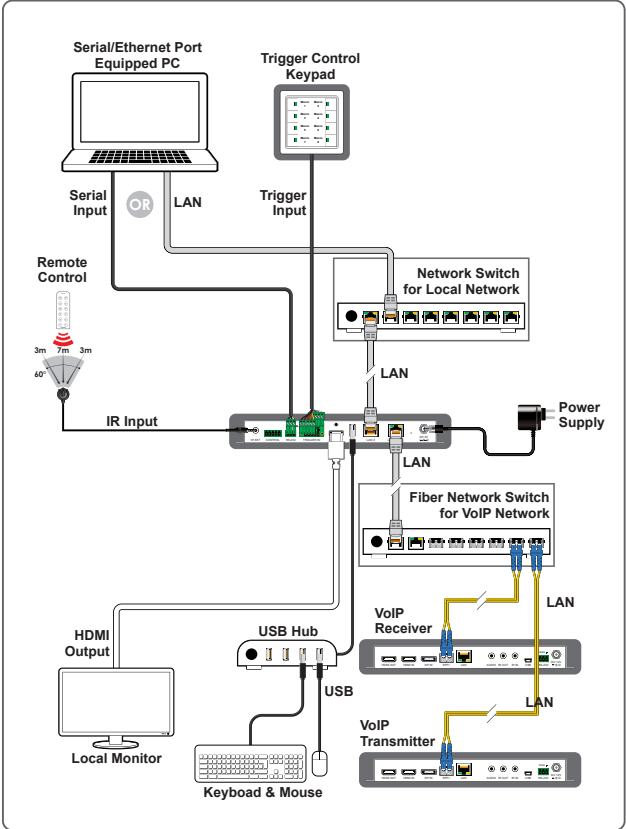 Serial/Ethernet Port
Equipped PC
Trigger Control
Keypad
Serial
Input
OR
LAN
Trigger
Input
Remote
Control
3m
7m
3m
60°
Network Switch
for Local Network
LAN
IR Input
Power
Supply
LAN
Fiber Network Switch
for VoIP Network
LAN
HDMI
Output
USB Hub
VoIP
Receiver
USB
LAN
VoIP
Transmitter
Local Monitor
Keyboad & Mouse